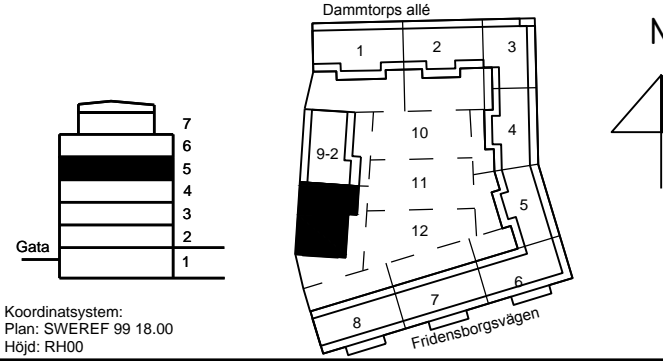 Dammtorps allé
N
1
2
3
7
6
5
4
3
2
1
Gata
10
4
9-2
11
5
12
6
7
8
Fridensborgsvägen
Koordinatsystem:
Plan: SWEREF 99 18.00
Höjd: RH00